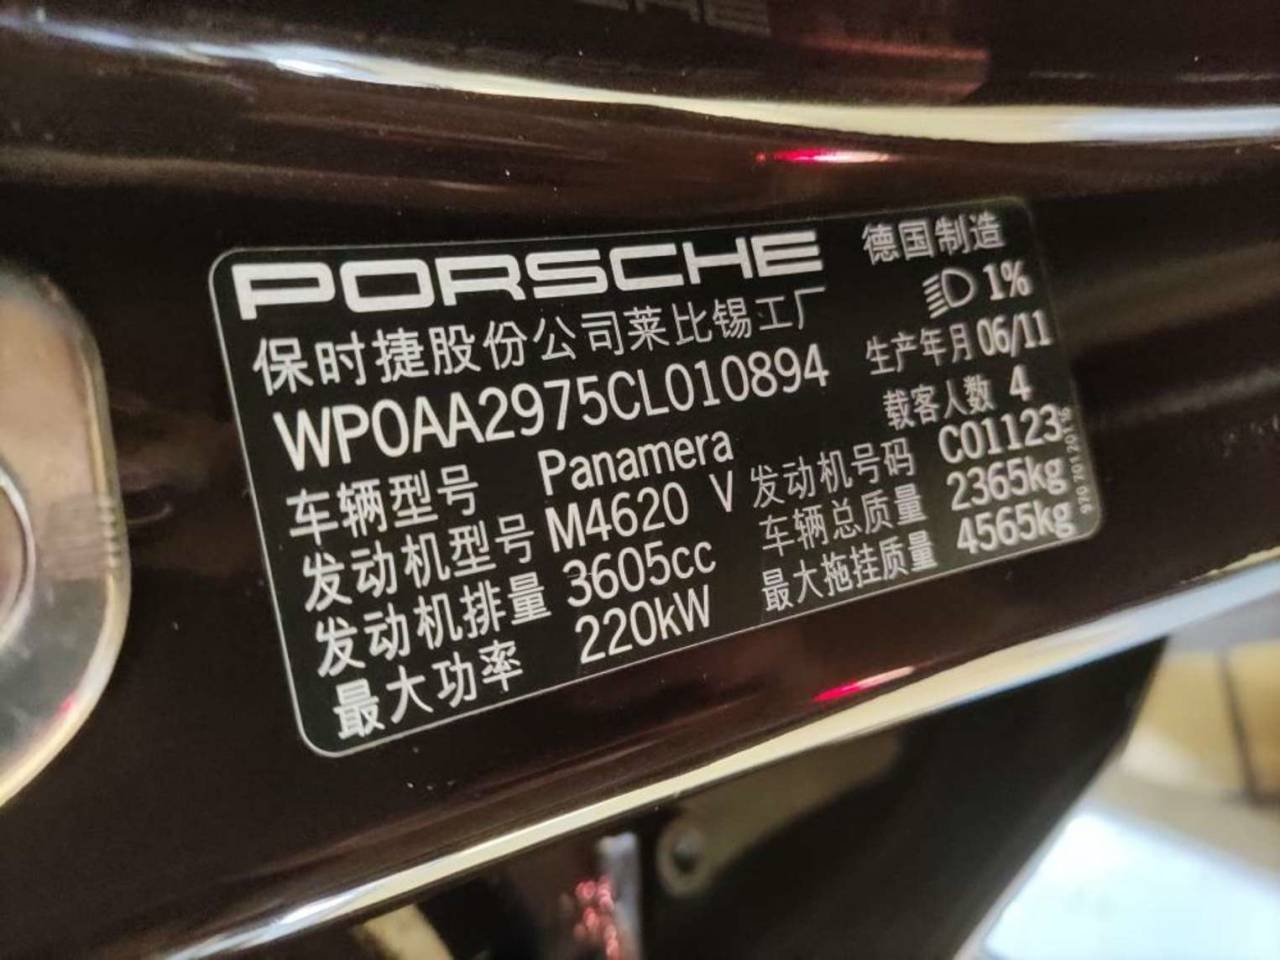 PORSCHE
德国制造
1%
保时捷股份公司莱比锡工厂
生产年月 06/11
WP0AA2975CL010894
载客人数 4
车辆型号 Panamera
发动机号码 C01123
发动机型号 M4620 V
车辆总质量 2365kg
发动机排量 3605cc
最大拖挂质量 4565kg
最大功率 220kW